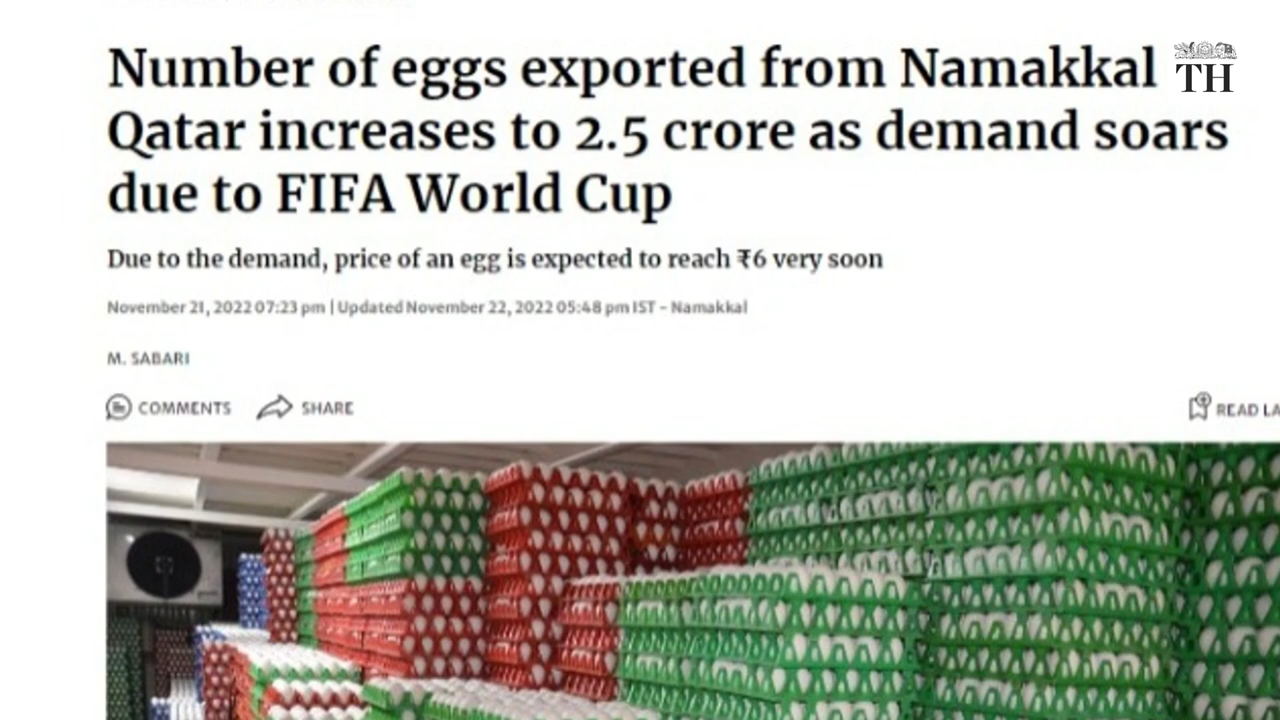 Number of eggs exported from Namakkal
TH
Qatar increases to 2.5 crore as demand soars
due to FIFA World Cup
Due to the demand, price of an egg is expected to reach ₹6 very soon
November 21, 2022 07:23 pm | Updated November 22, 2022 05:48 pm IST - Namakkal
M. SABARI
COMMENTS SHARE READ LA